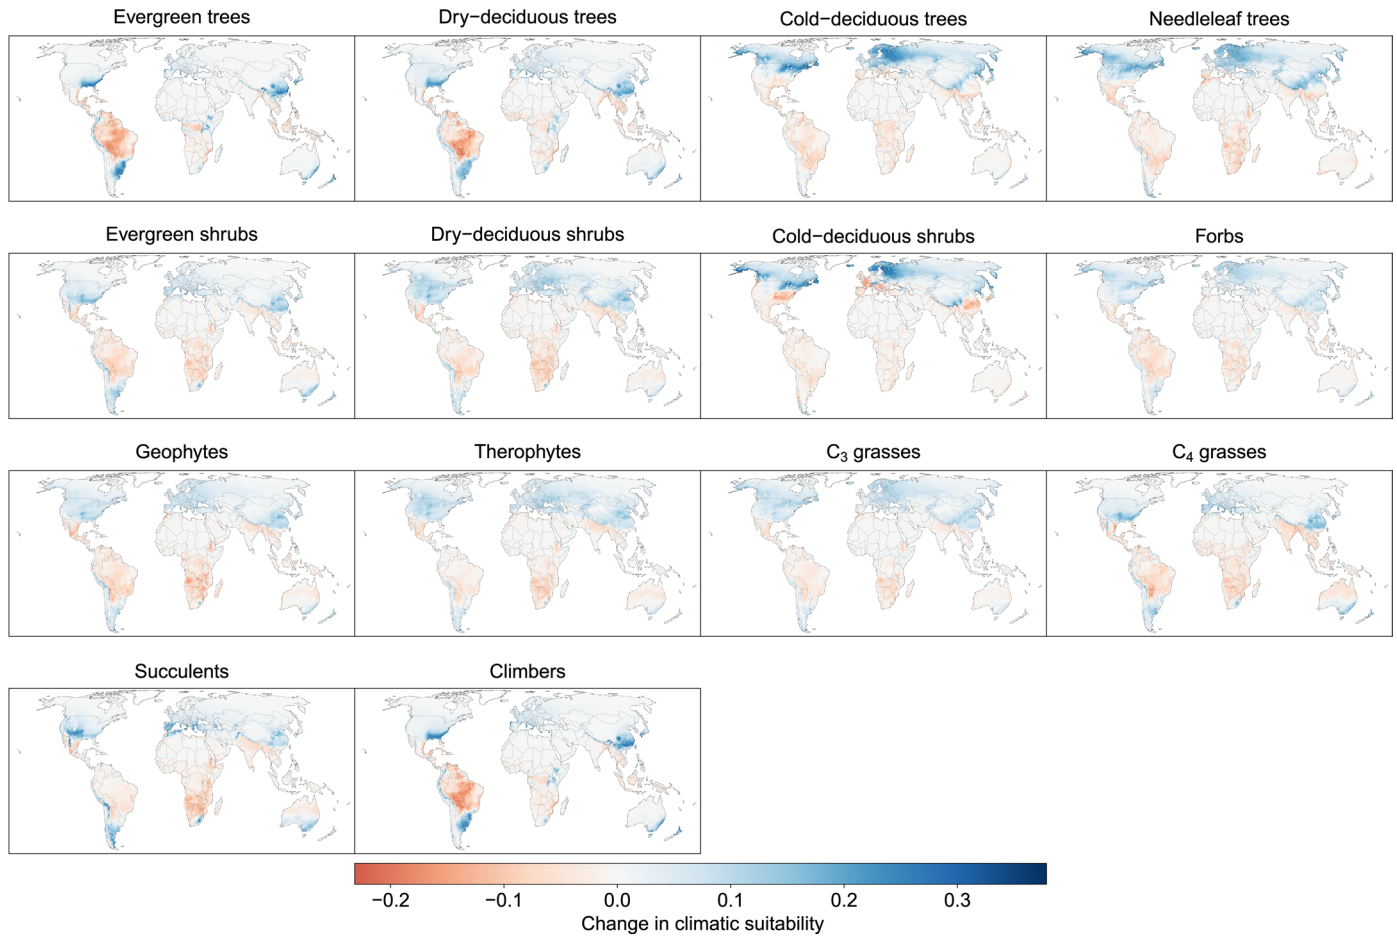 Evergreen trees
Dry−deciduous trees
Cold−deciduous trees
Needleleaf trees
Evergreen shrubs
Dry−deciduous shrubs
Cold−deciduous shrubs
Forbs
Geophytes
Therophytes
C₃ grasses
C₄ grasses
Succulents
Climbers
−0.2 −0.1 0.0 0.1 0.2 0.3
Change in climatic suitability